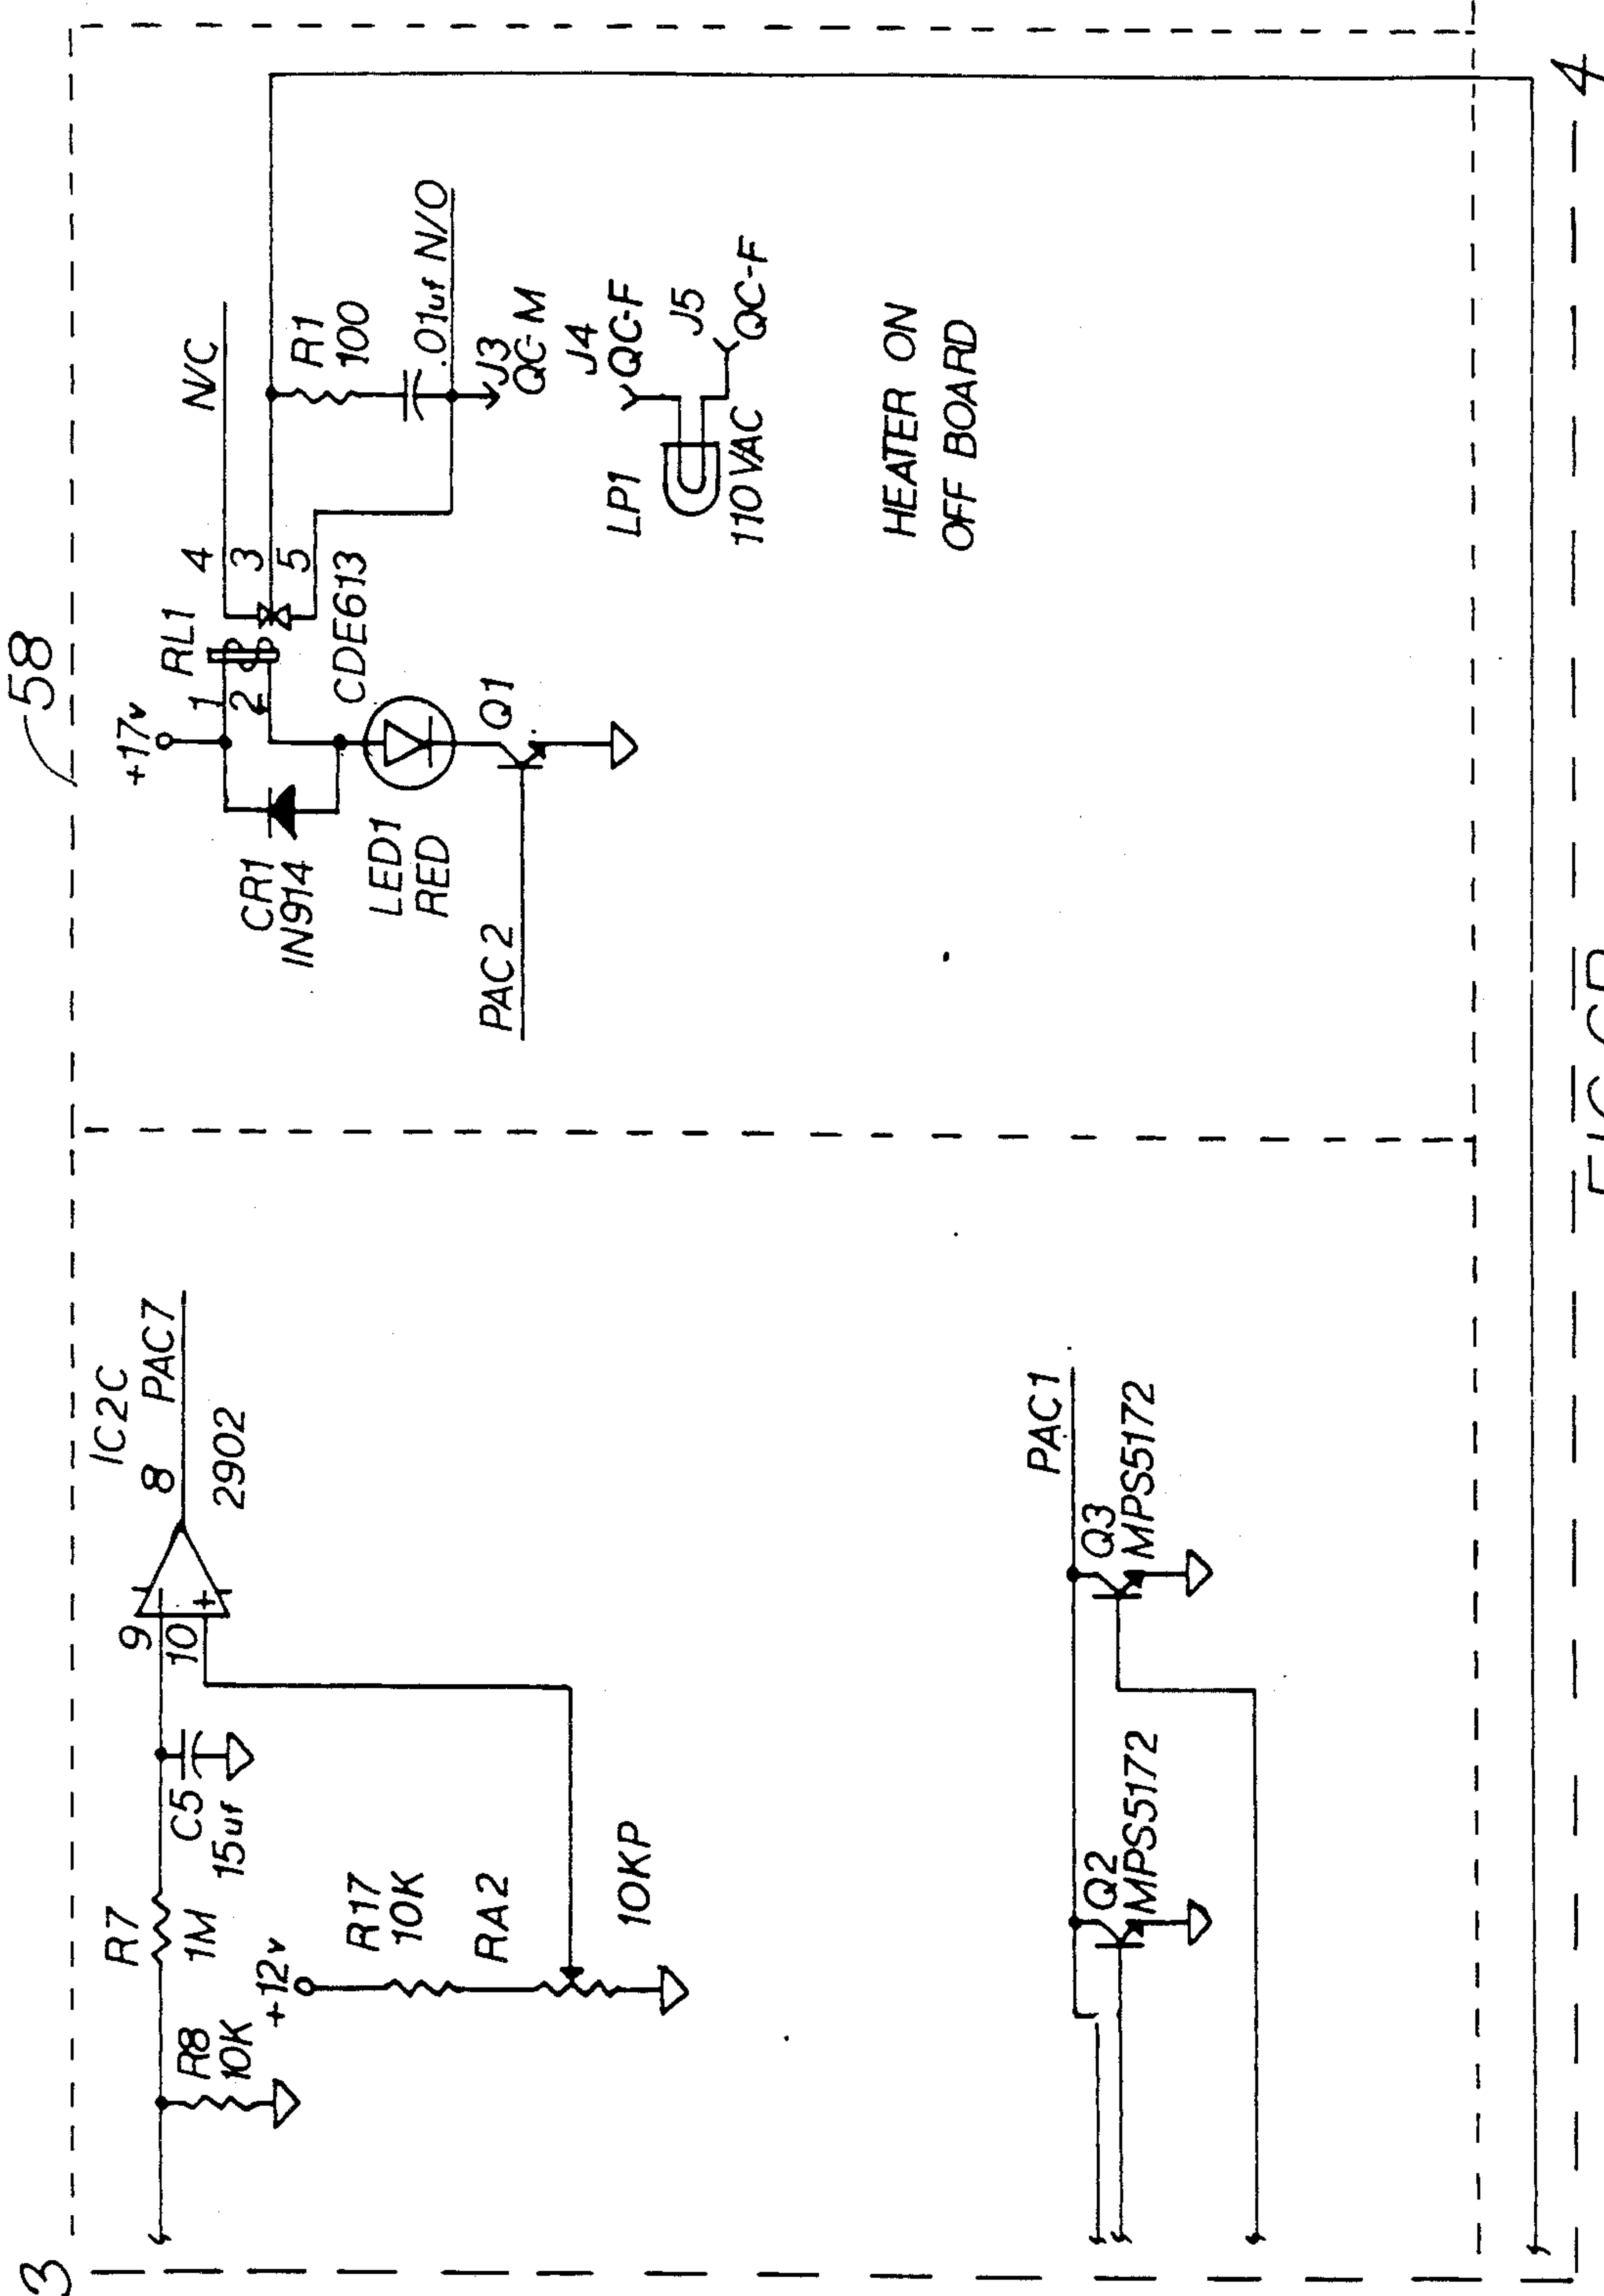 58
3
IC2C
8 PAC7
2902
9
10
R7
1M
C5
15uf
R8
10K
+12v
R17
10K
RA2
10KP
PAC1
Q2
MPS5172
Q3
MPS5172
+17v
RL1
1
2
4
3
5
N/C
CR1
IN914
CDE613
LED1
RED
Q1
PAC2
R1
100
.01uf N/O
J3
QC-M
J4
QC-F
J5
QC-F
LP1
110VAC
HEATER ON
OFF BOARD
4